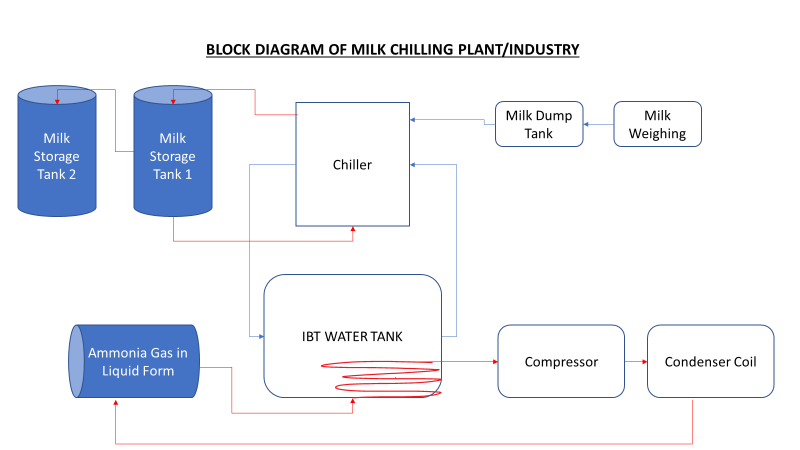 BLOCK DIAGRAM OF MILK CHILLING PLANT/INDUSTRY
Milk
Storage
Tank 2
Milk
Storage
Tank 1
Chiller
Milk Dump
Tank
Milk
Weighing
Ammonia Gas in
Liquid Form
IBT WATER TANK
Compressor
Condenser Coil